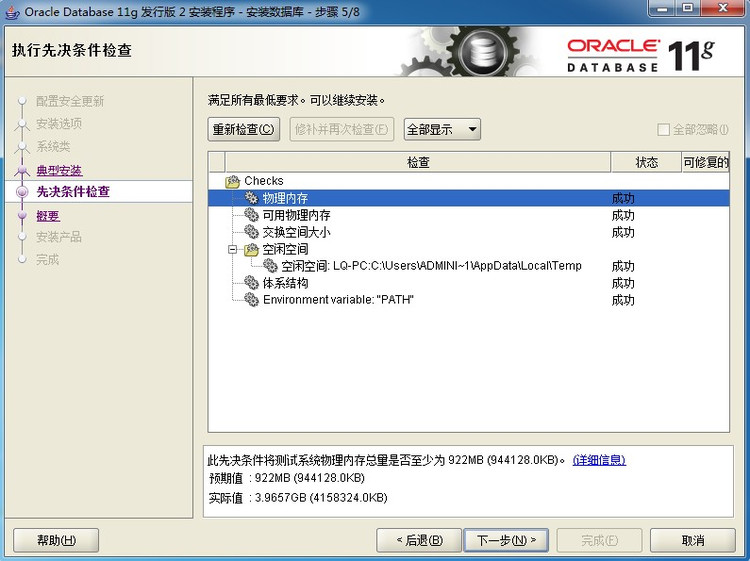 Oracle Database 11g 发行版 2 安装程序 - 安装数据库 - 步骤 5/8
执行先决条件检查
ORACLE DATABASE 11g
配置安全更新
安装选项
系统类
典型安装
先决条件检查
概要
安装产品
完成
满足所有最低要求。可以继续安装。
重新检查(C) 修补并再次检查(F) 全部显示 全部忽略(I)
检查 状态 可修复的
Checks
物理内存 成功
可用物理内存 成功
交换空间大小 成功
空闲空间
空闲空间: LQ-PC:C:\Users\ADMINI~1\AppData\Local\Temp 成功
体系结构 成功
Environment variable: "PATH" 成功
此先决条件将测试系统物理内存总量是否至少为 922MB (944128.0KB)。 (详细信息)
预期值 : 922MB (944128.0KB)
实际值 : 3.9657GB (4158324.0KB)
帮助(H) < 后退(B) 下一步(N) > 完成(F) 取消